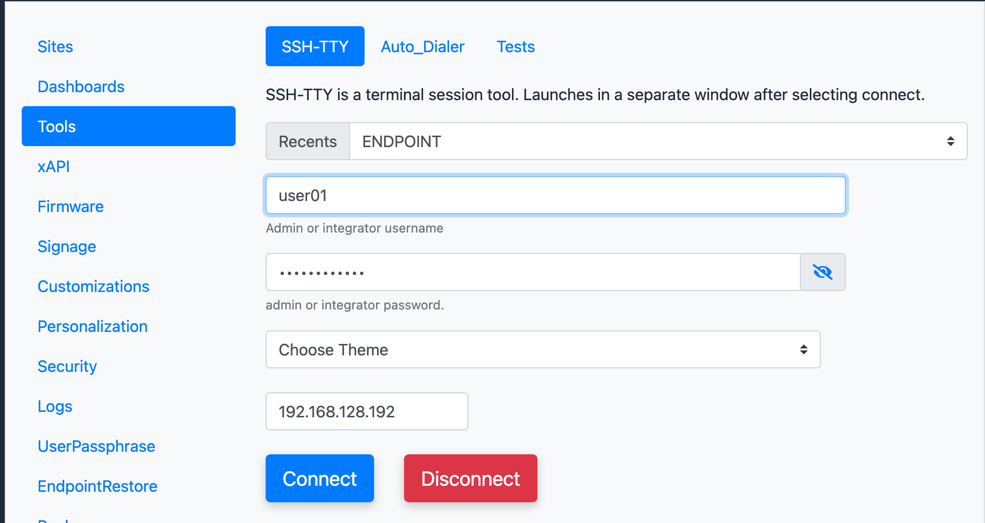 Sites
Dashboards
Tools
xAPI
Firmware
Signage
Customizations
Personalization
Security
Logs
UserPassphrase
EndpointRestore
SSH-TTY
Auto_Dialer
Tests
SSH-TTY is a terminal session tool. Launches in a separate window after selecting connect.
Recents
ENDPOINT
user01
Admin or integrator username
••••••••••••
admin or integrator password.
Choose Theme
192.168.128.192
Connect
Disconnect